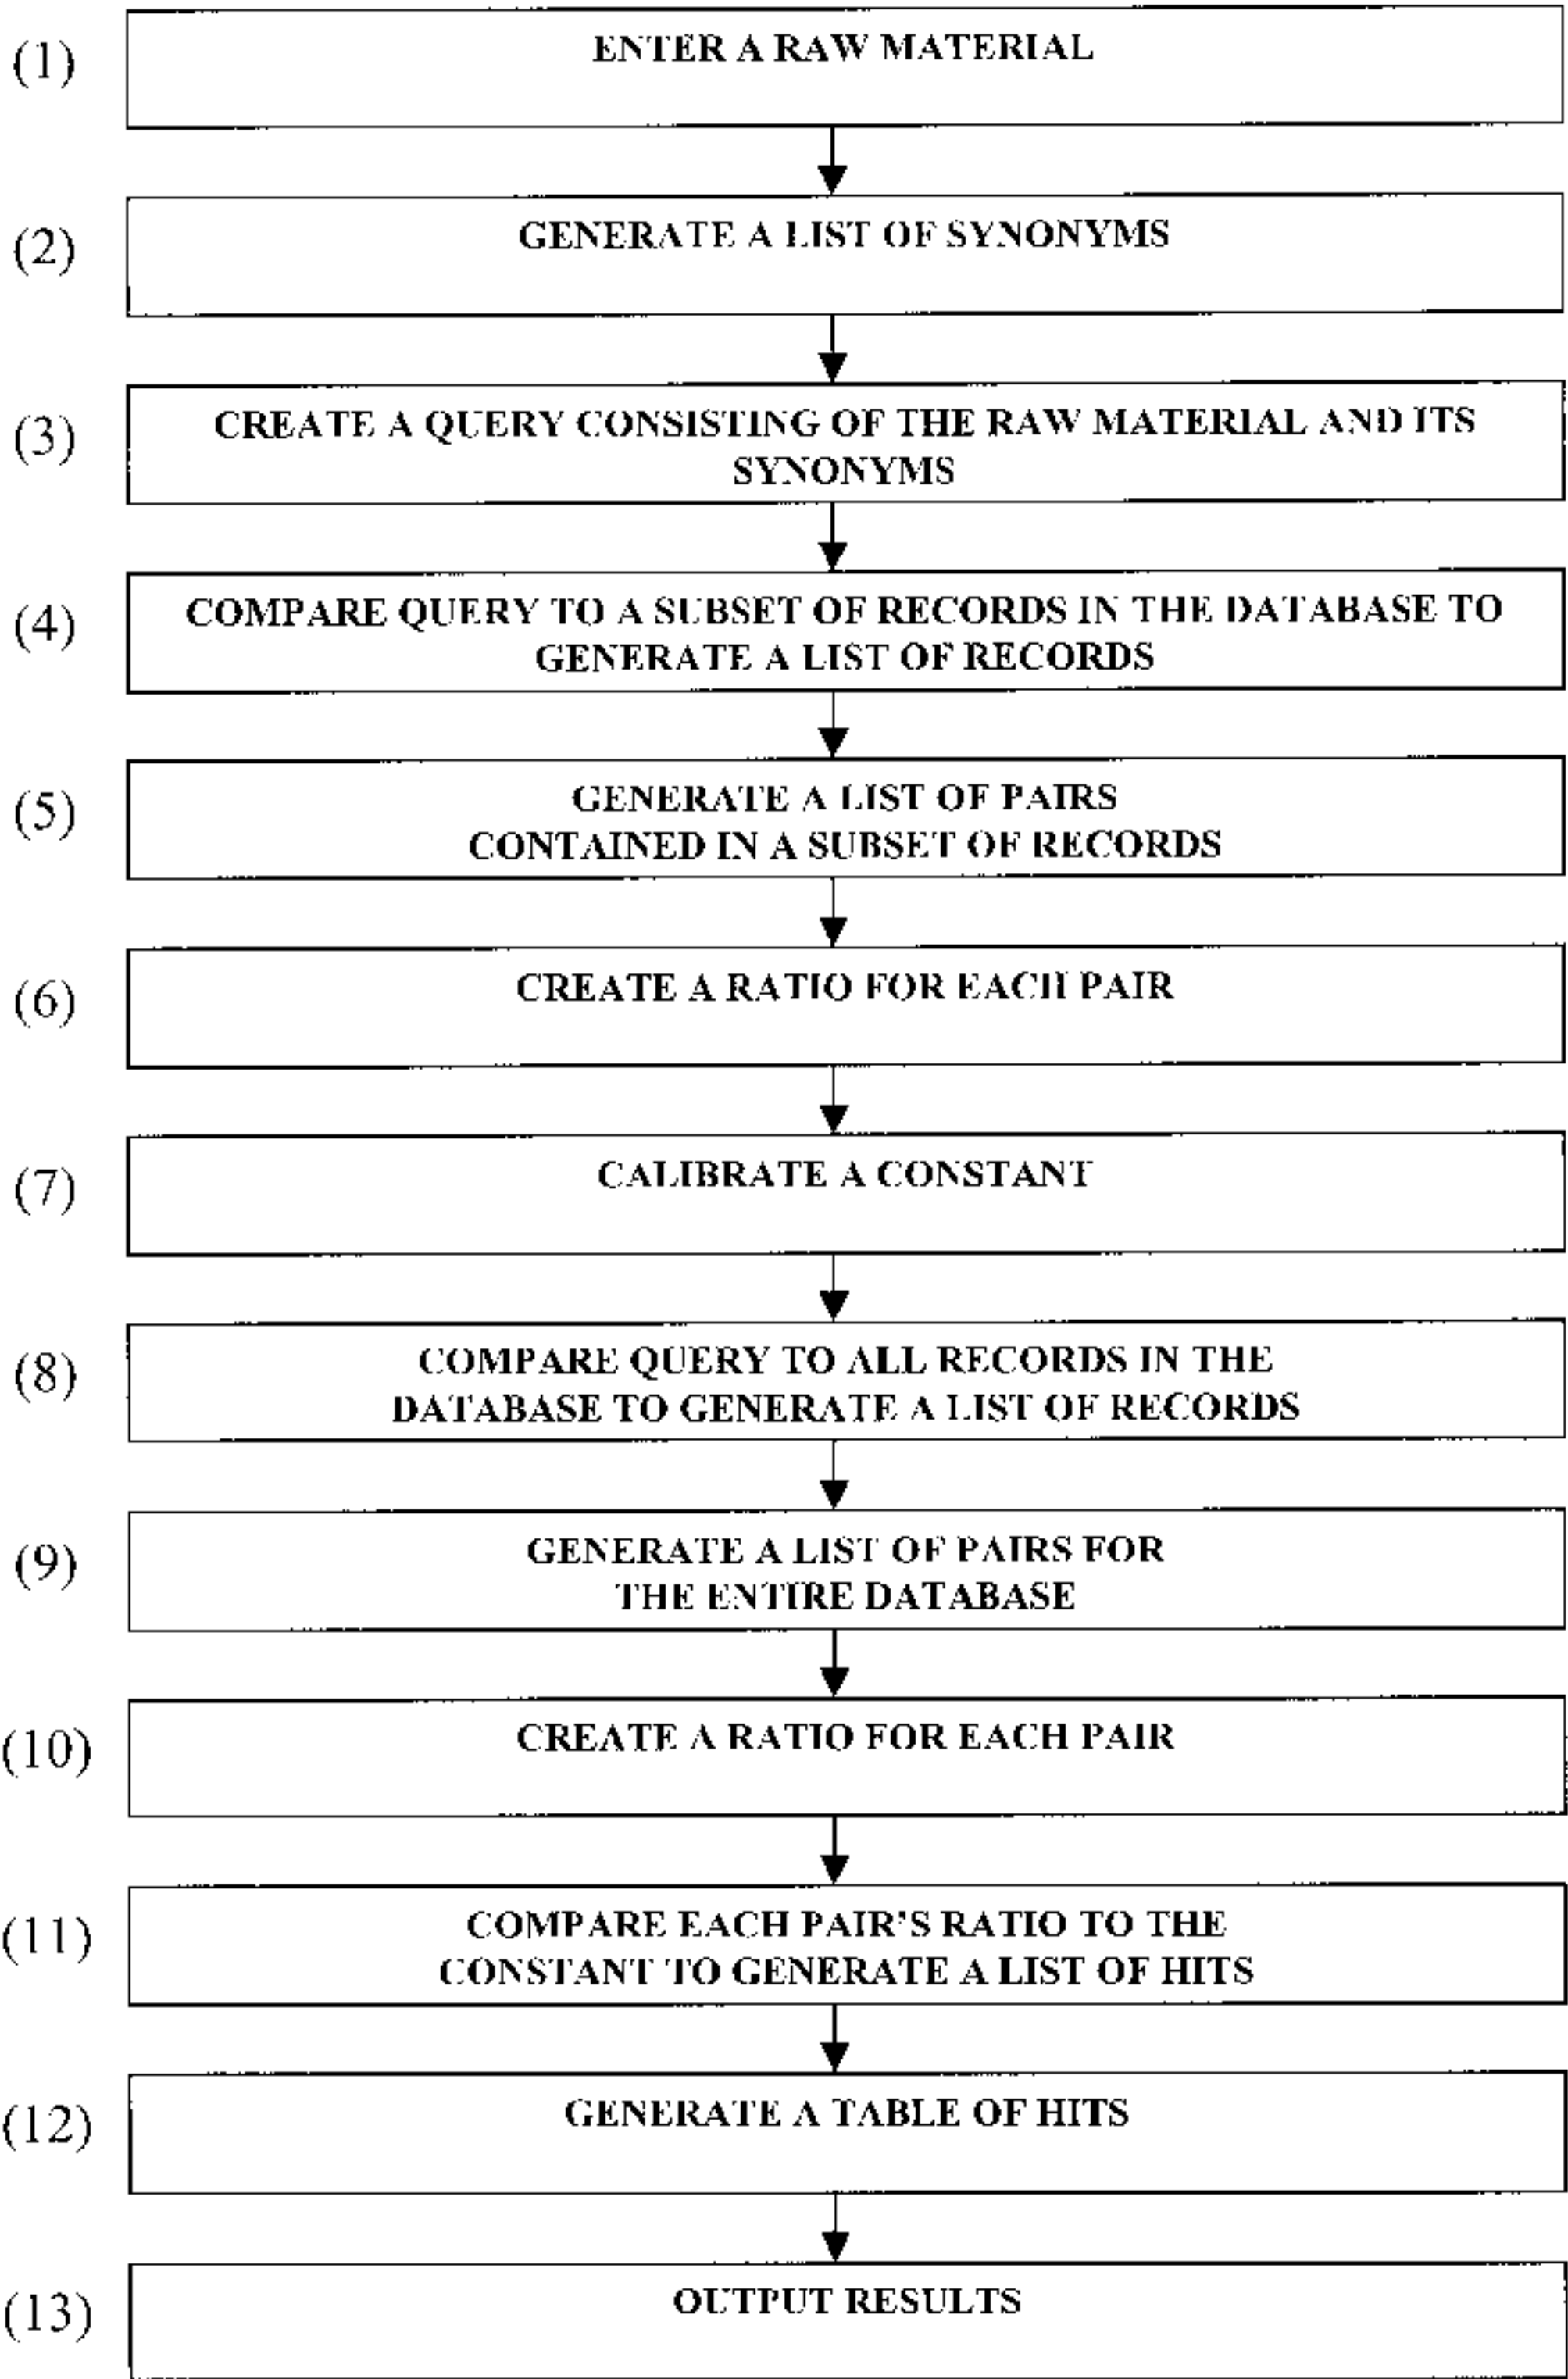 (1) ENTER A RAW MATERIAL
(2) GENERATE A LIST OF SYNONYMS
(3) CREATE A QUERY CONSISTING OF THE RAW MATERIAL AND ITS
SYNONYMS
(4) COMPARE QUERY TO A SUBSET OF RECORDS IN THE DATABASE TO
GENERATE A LIST OF RECORDS
(5) GENERATE A LIST OF PAIRS
CONTAINED IN A SUBSET OF RECORDS
(6) CREATE A RATIO FOR EACH PAIR
(7) CALIBRATE A CONSTANT
(8) COMPARE QUERY TO ALL RECORDS IN THE
DATABASE TO GENERATE A LIST OF RECORDS
(9) GENERATE A LIST OF PAIRS FOR
THE ENTIRE DATABASE
(10) CREATE A RATIO FOR EACH PAIR
(11) COMPARE EACH PAIR'S RATIO TO THE
CONSTANT TO GENERATE A LIST OF HITS
(12) GENERATE A TABLE OF HITS
(13) OUTPUT RESULTS